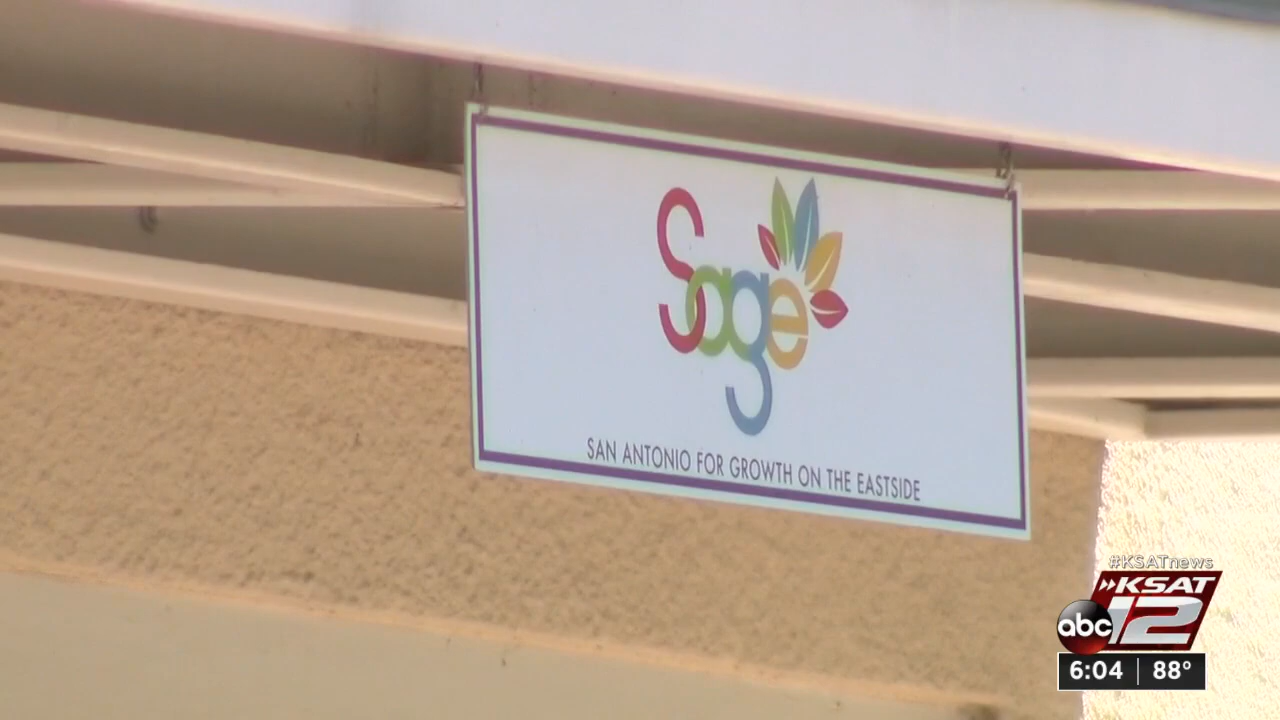 Sage
SAN ANTONIO FOR GROWTH ON THE EASTSIDE
#KSATnews
KSAT
abc 12
6:04 88°